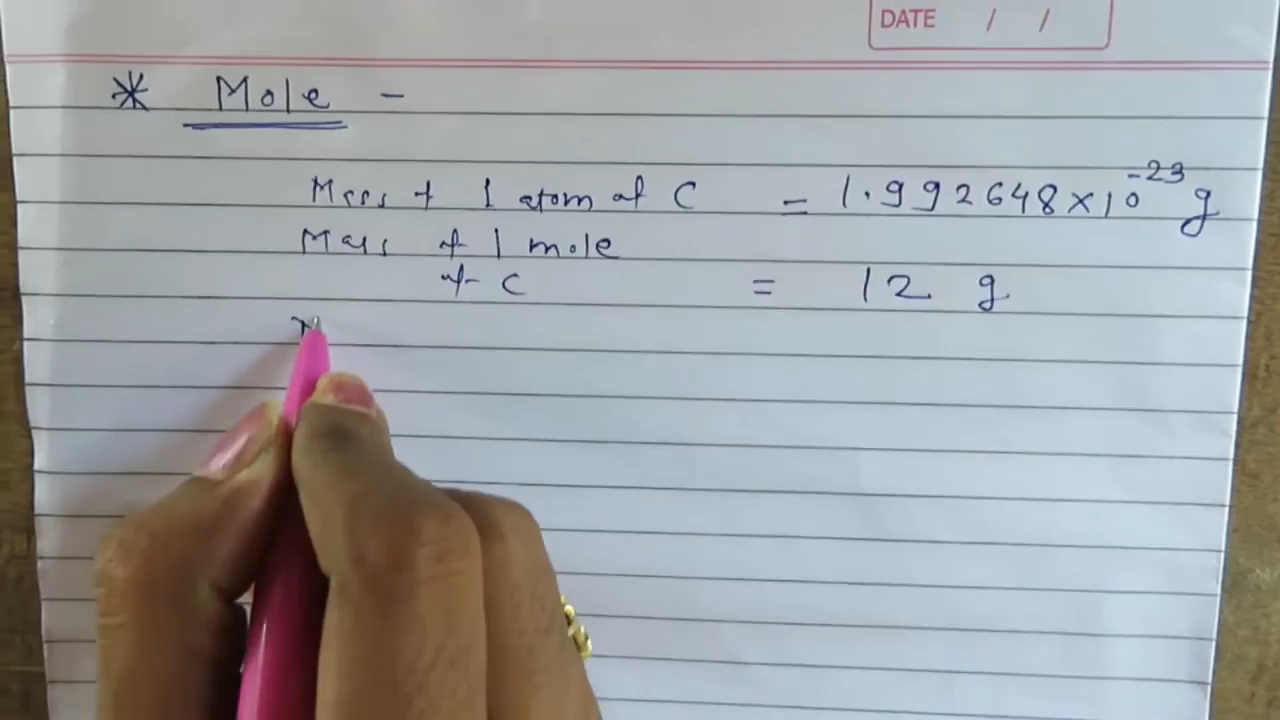 DATE / /
* Mole -
Mass of 1 atom of C = 1.992648×10⁻²³ g
Mass of 1 mole
of C = 12 g